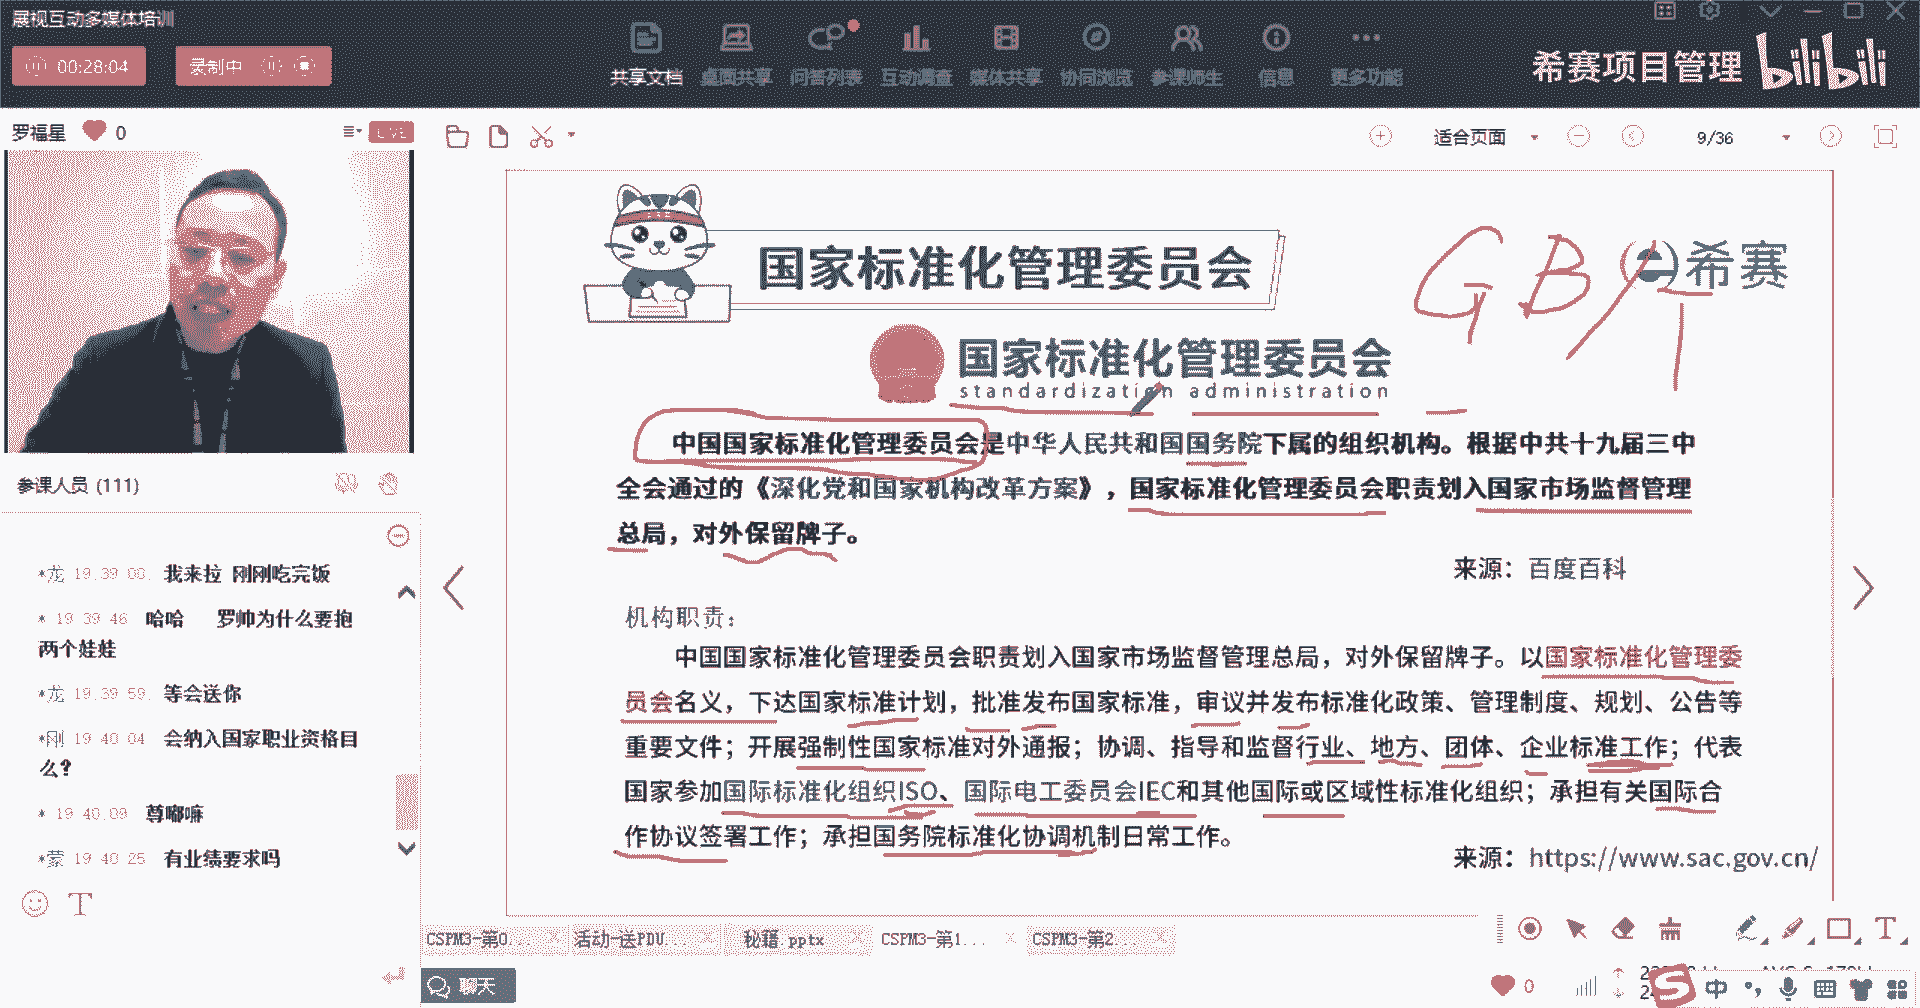 展视互动多媒体培训
00:28:04
录制中
共享文档 桌面共享 问答列表 互动调查 媒体共享 协同浏览 参课师生 信息 更多功能
希赛项目管理 bilibili
罗福星 0
LIVE
适合页面
9/36
国家标准化管理委员会
GB/T
希赛
国家标准化管理委员会
standardization administration
中国国家标准化管理委员会是中华人民共和国国务院下属的组织机构。根据中共十九届三中
全会通过的《深化党和国家机构改革方案》，国家标准化管理委员会职责划入国家市场监督管理
总局，对外保留牌子。
来源：百度百科
机构职责：
中国国家标准化管理委员会职责划入国家市场监督管理总局，对外保留牌子。以国家标准化管理委
员会名义，下达国家标准计划，批准发布国家标准，审议并发布标准化政策、管理制度、规划、公告等
重要文件；开展强制性国家标准对外通报；协调、指导和监督行业、地方、团体、企业标准工作；代表
国家参加国际标准化组织ISO、国际电工委员会IEC和其他国际或区域性标准化组织；承担有关国际合
作协议签署工作；承担国务院标准化协调机制日常工作。
来源：https://www.sac.gov.cn/
参课人员 (111)
*龙 19:39:00. 我来拉 刚刚吃完饭
* 19:39:46 哈哈 罗帅为什么要抱
两个娃娃
*龙 19:39:59. 等会送你
*刚 19:40:04 会纳入国家职业资格目
么?
* 19:40:09 尊嘟嘛
*蒙 19:40:25 有业绩要求吗
CSPM3-第0... 活动-送PDU... 秘籍.pptx CSPM3-第1... CSPM3-第2...
聊天
0
中